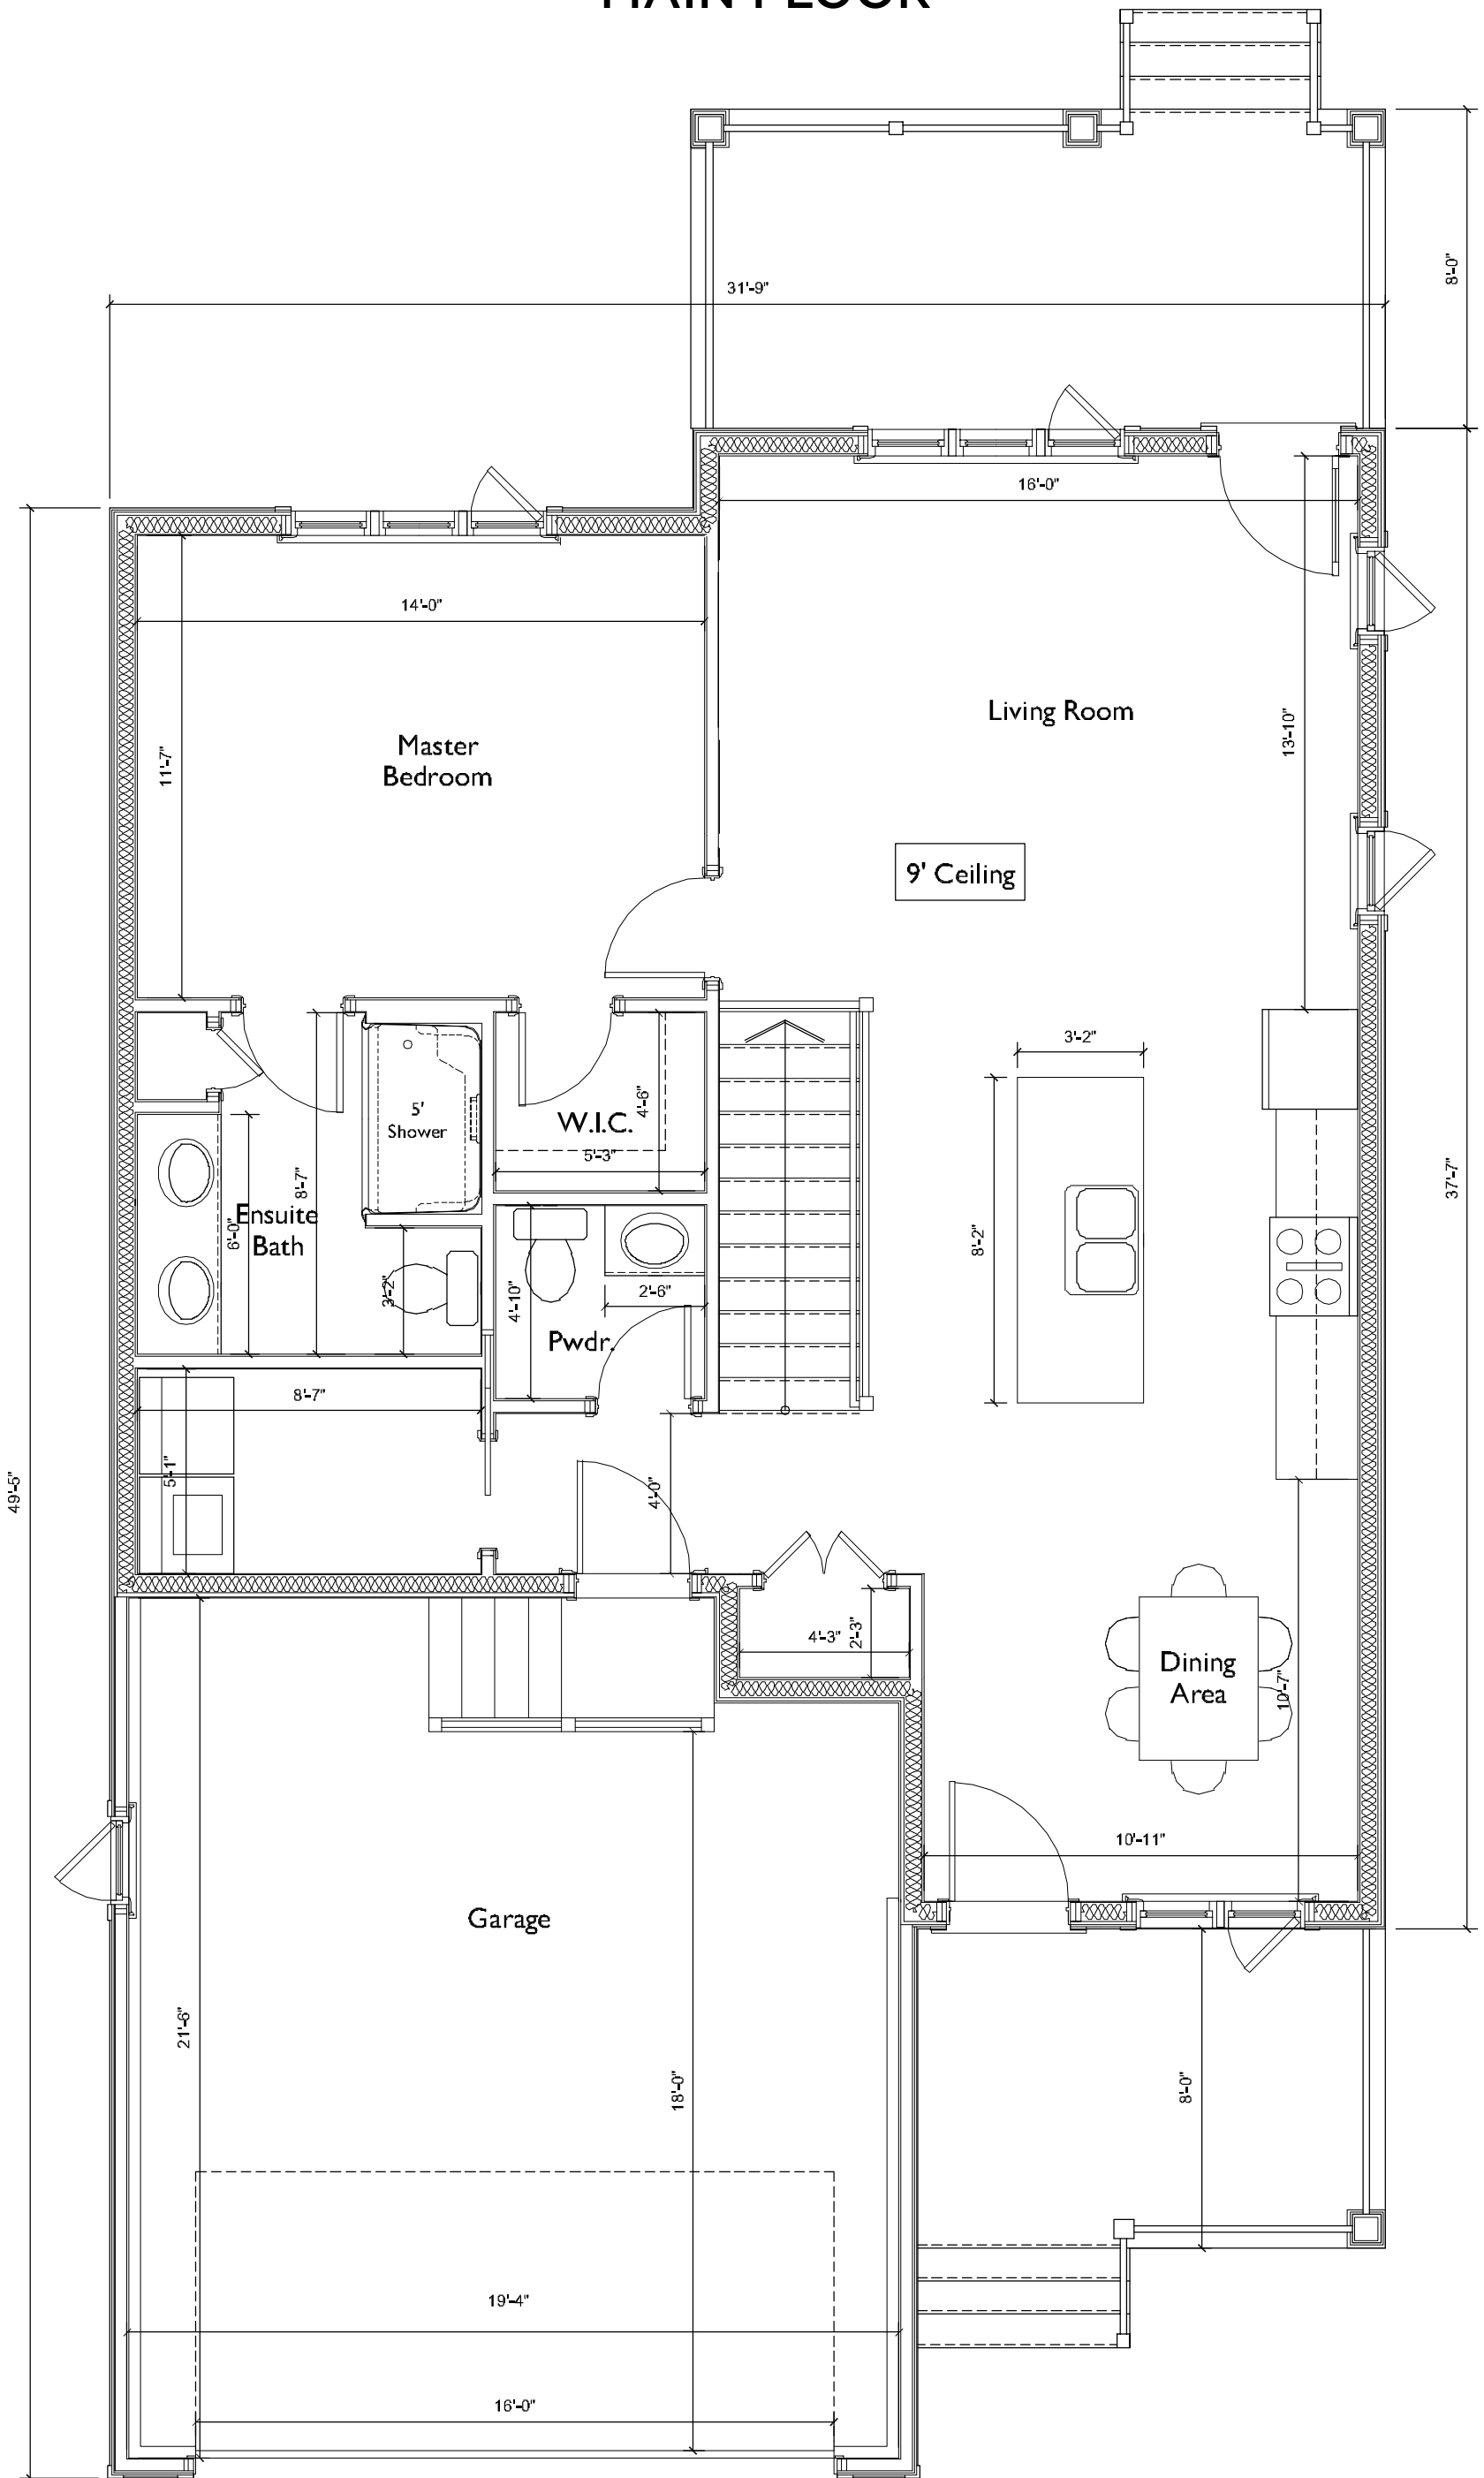 MAIN FLOOR
8'-0"
31'-9"
16'-0"
14'-0"
Living Room
13'-10"
Master
Bedroom
11'-7"
9' Ceiling
3'-2"
5'
Shower
W.I.C.
4'-6"
5'-3"
8'-7"
Ensuite
Bath
6'-0"
3'-2"
4'-10"
2'-6"
Pwdr.
8'-2"
37'-7"
8'-7"
5'-1"
4'-0"
49'-5"
4'-3"
2'-3"
Dining
Area
10'-7"
10'-11"
Garage
21'-6"
18'-0"
8'-0"
19'-4"
16'-0"